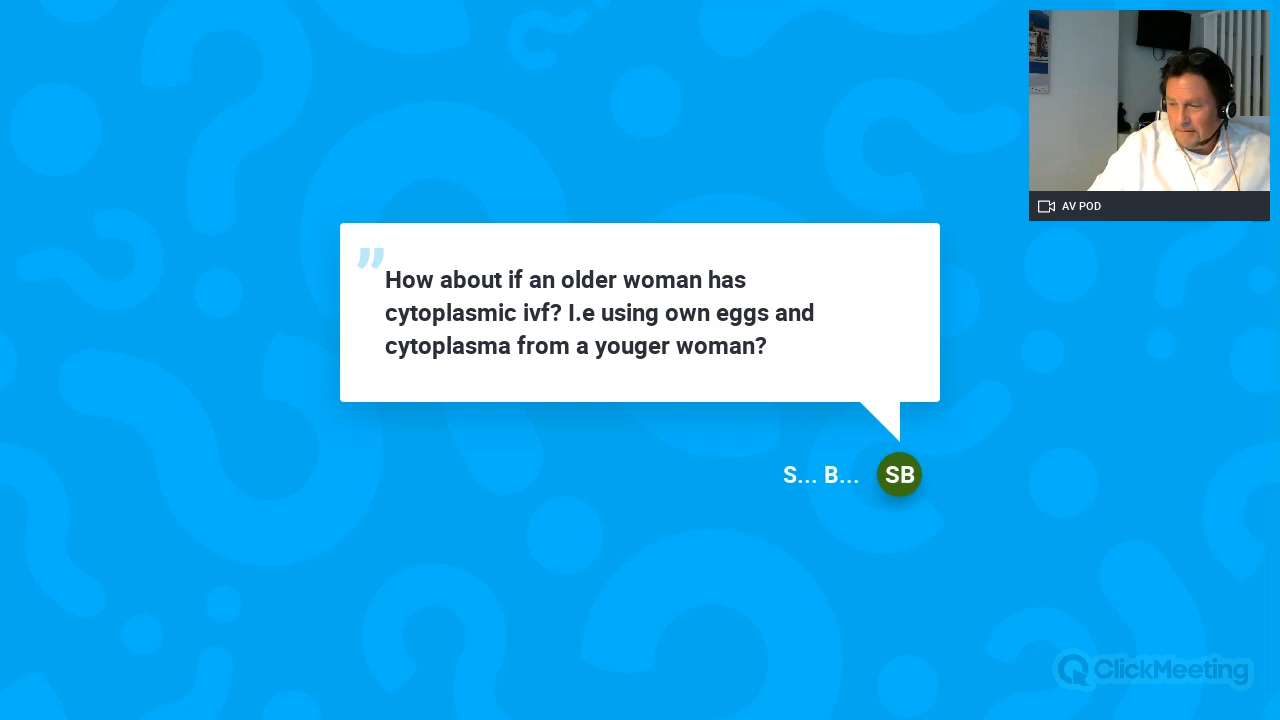 AV POD
"
How about if an older woman has
cytoplasmic ivf? I.e using own eggs and
cytoplasma from a youger woman?
S... B... SB
ClickMeeting